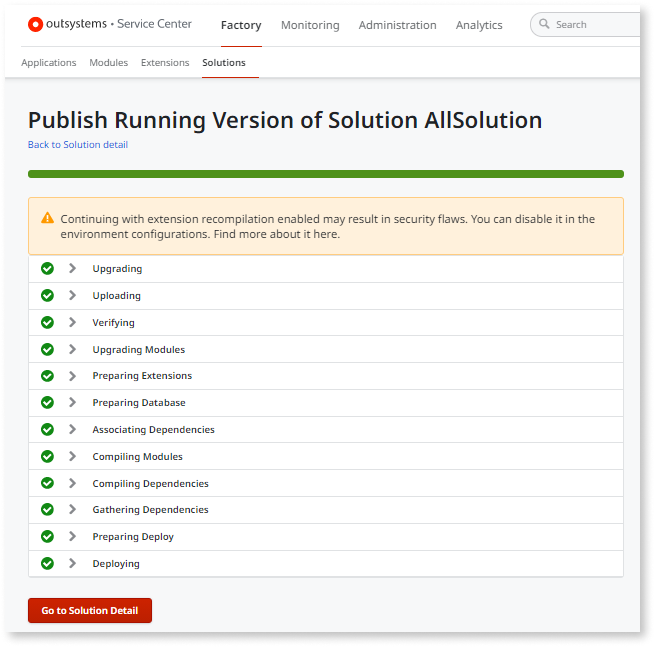 outsystems • Service Center Factory Monitoring Administration Analytics Search
Applications Modules Extensions Solutions
Publish Running Version of Solution AllSolution
Back to Solution detail
Continuing with extension recompilation enabled may result in security flaws. You can disable it in the
environment configurations. Find more about it here.
Upgrading
Uploading
Verifying
Upgrading Modules
Preparing Extensions
Preparing Database
Associating Dependencies
Compiling Modules
Compiling Dependencies
Gathering Dependencies
Preparing Deploy
Deploying
Go to Solution Detail